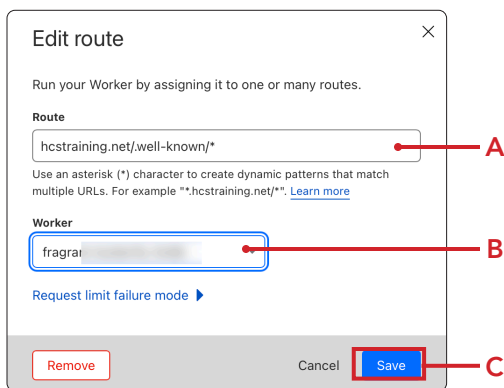 Edit route
Run your Worker by assigning it to one or many routes.
Route
hcstraining.net/.well-known/*
A
Use an asterisk (*) character to create dynamic patterns that match
multiple URLs. For example "*.hcstraining.net/*". Learn more
Worker
B
Request limit failure mode
Remove
Cancel
Save
C